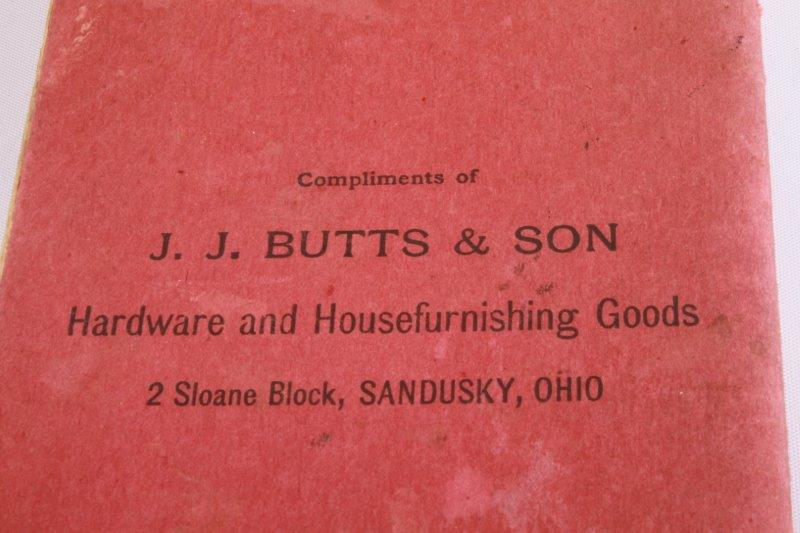 Compliments of
J. J. BUTTS & SON
Hardware and Housefurnishing Goods
2 Sloane Block, SANDUSKY, OHIO